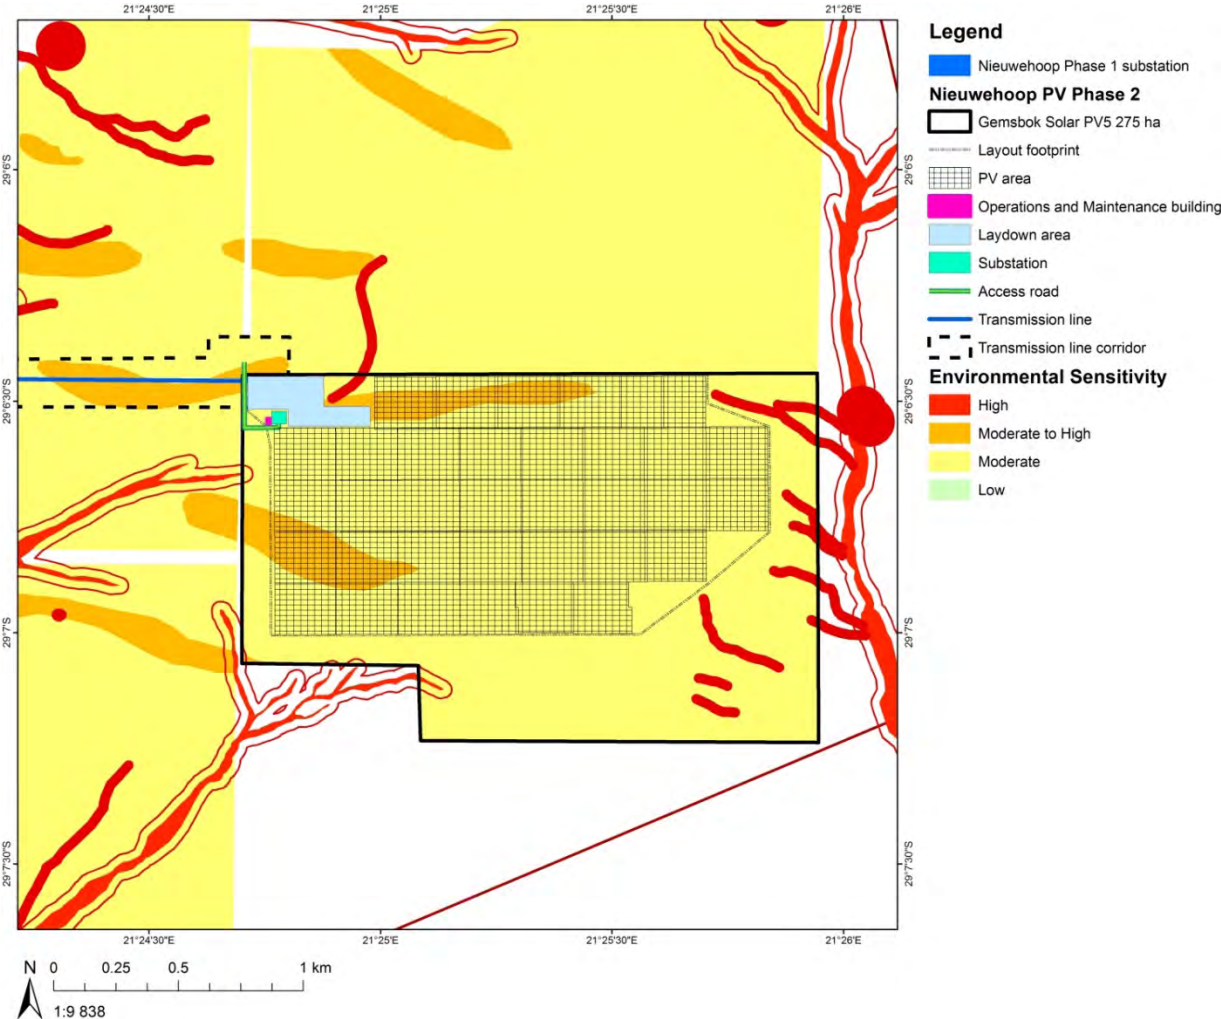 21°24'30"E 21°25'E 21°25'30"E 21°26'E
Legend
Nieuwehoop Phase 1 substation
Nieuwehoop PV Phase 2
Gemsbok Solar PV5 275 ha
Layout footprint
PV area
Operations and Maintenance building
Laydown area
Substation
Access road
Transmission line
Transmission line corridor
Environmental Sensitivity
High
Moderate to High
Moderate
Low
29°6'S 29°6'S
29°6'30"S 29°6'30"S
29°7'S 29°7'S
29°7'30"S 29°7'30"S
21°24'30"E 21°25'E 21°25'30"E 21°26'E
N 0 0.25 0.5 1 km
1:9 838